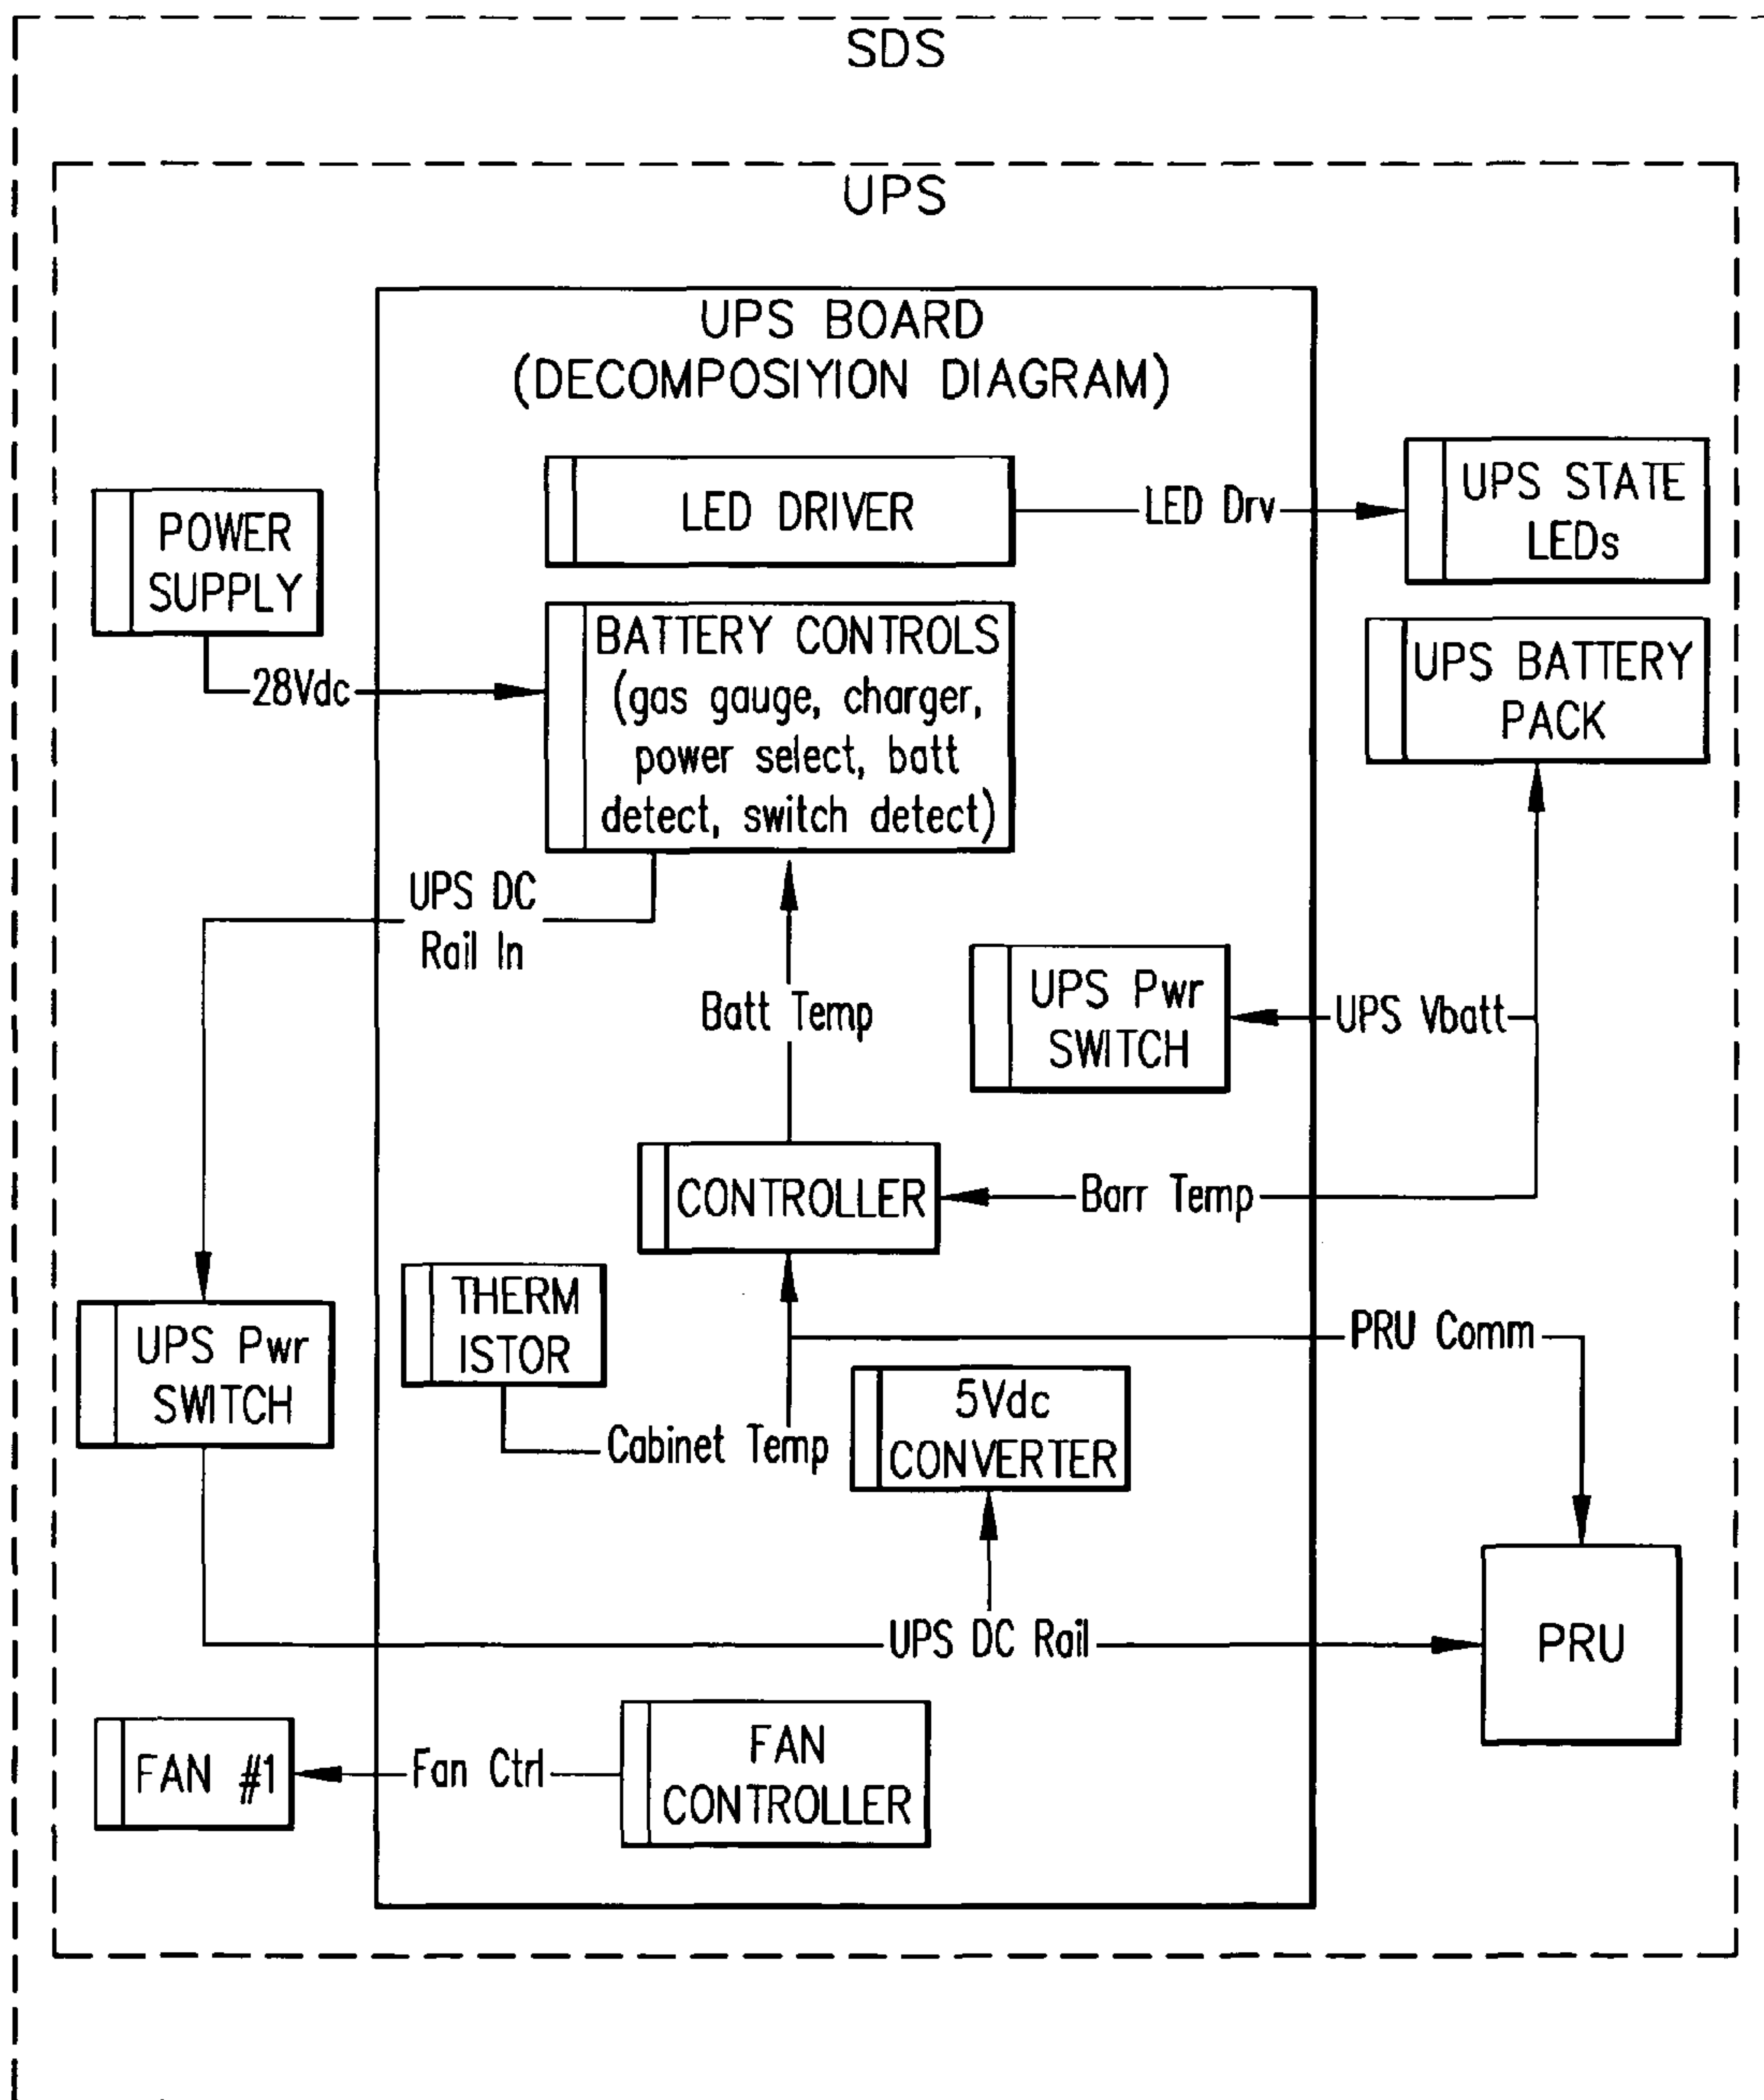 SDS
UPS
UPS BOARD
(DECOMPOSIYION DIAGRAM)
POWER
SUPPLY
LED DRIVER
LED Drv
UPS STATE
LEDs
28Vdc
BATTERY CONTROLS
(gas gauge, charger,
power select, batt
detect, switch detect)
UPS BATTERY
PACK
UPS DC
Rail In
Batt Temp
UPS Pwr
SWITCH
UPS Vbatt
CONTROLLER
Barr Temp
THERM
ISTOR
UPS Pwr
SWITCH
PRU Comm
Cabinet Temp
5Vdc
CONVERTER
UPS DC Rail
PRU
FAN #1
Fan Ctrl
FAN
CONTROLLER